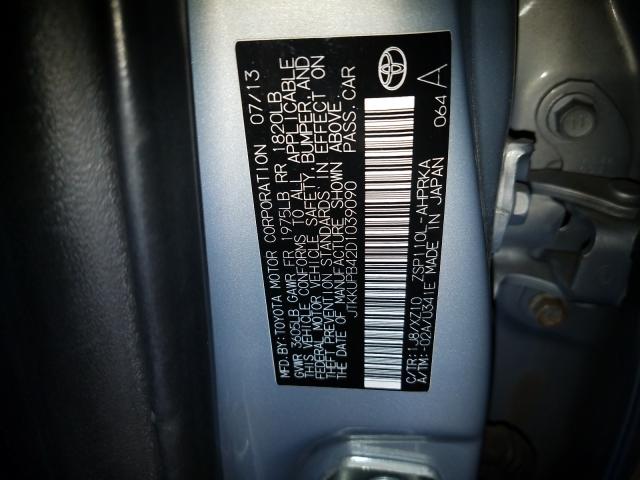 MFD.BY:TOYOTA MOTOR CORPORATION 07/13
GVWR 3605LB GAWR FR 1975LB RR 1820LB
THIS VEHICLE CONFORMS TO ALL APPLICABLE
FEDERAL MOTOR VEHICLE SAFETY,BUMPER,AND
THEFT PREVENTION STANDARDS IN EFFECT ON
THE DATE OF MANUFACTURE SHOWN ABOVE.
JTKKUPB42D1039090 PASS.CAR
C/TR:1J8/XZ10 ZSP110L-AHPRKA 064 A
A/TM:-02A/U341E MADE IN JAPAN